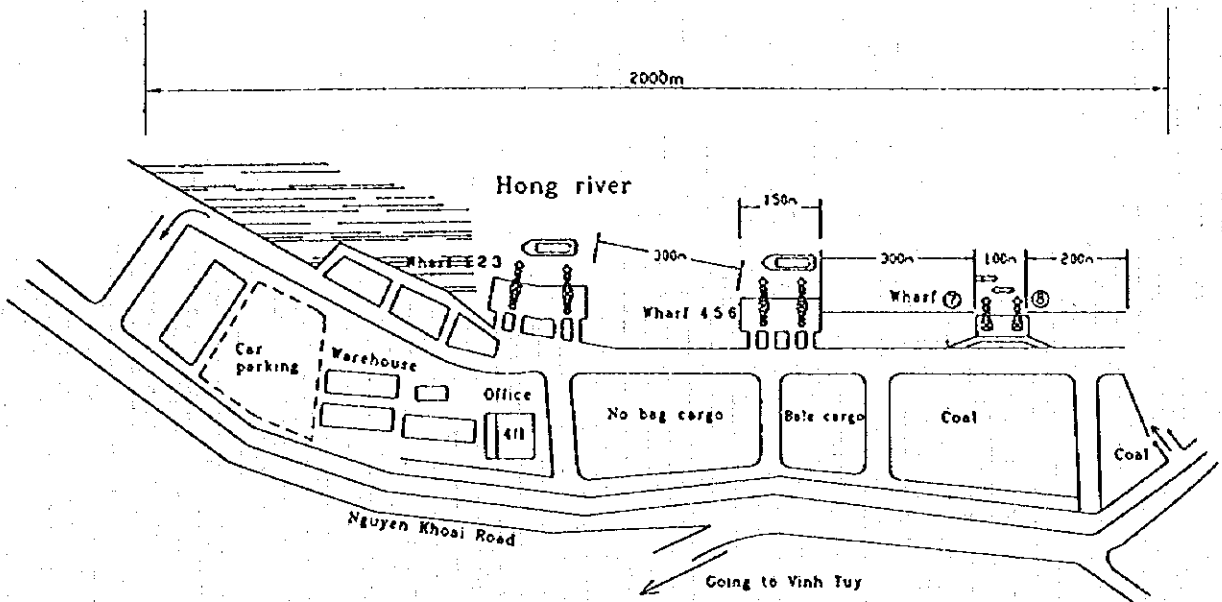 2000m
Hong river
150m
Wharf 1 2 3
300m
300m
100m
200m
Wharf 4 5 6
Wharf ⑦ ⑧
Car
parking
Warehouse
Office
4fl
No bag cargo
Bale cargo
Coal
Coal
Nguyen Khoai Road
Going to Vinh Tuy